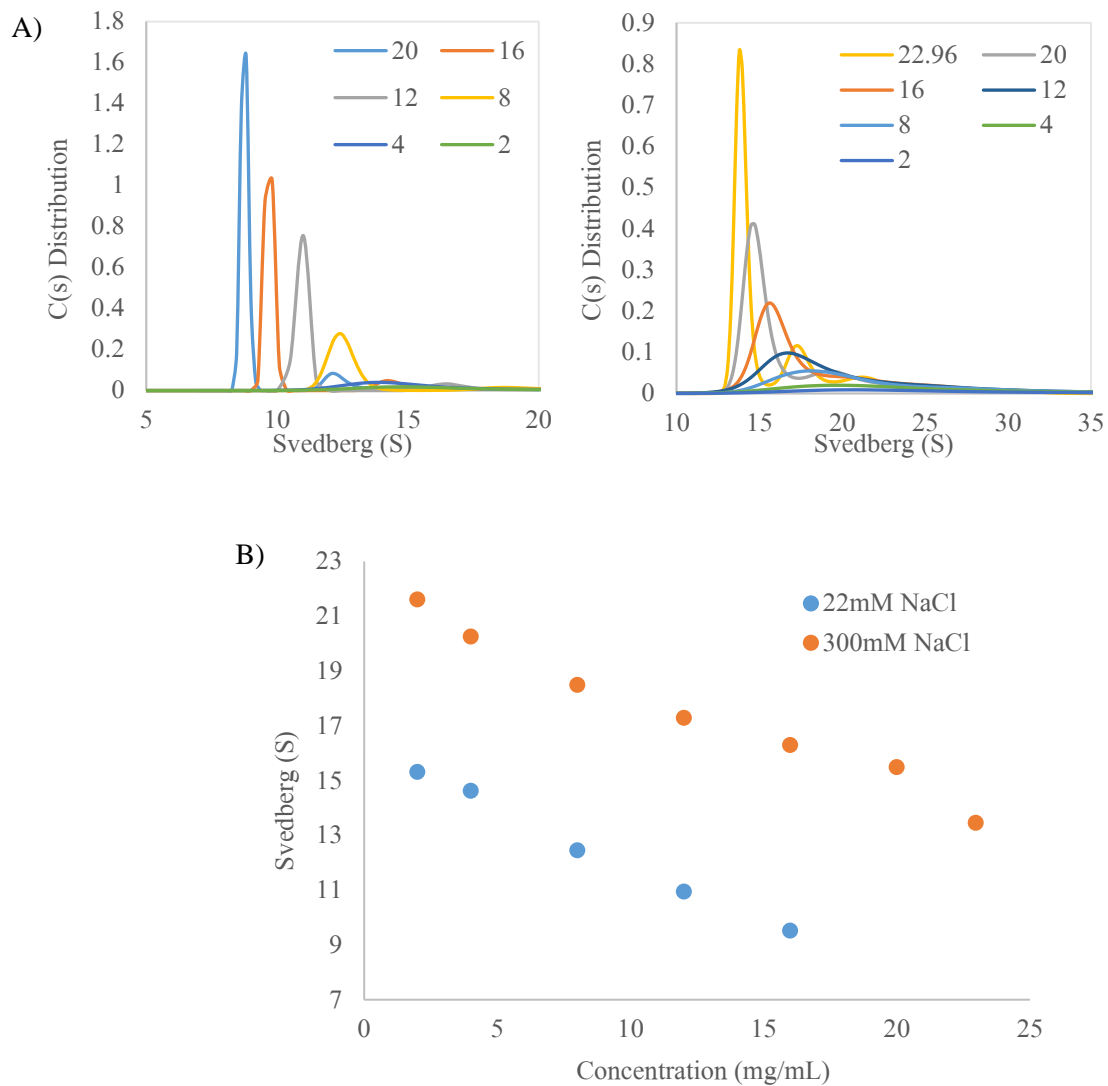 A)
1.8
1.6
1.4
1.2
1
0.8
0.6
0.4
0.2
0
C(s) Distribution
20 16
12 8
4 2
5 10 15 20
Svedberg (S)
0.9
0.8
0.7
0.6
0.5
0.4
0.3
0.2
0.1
0
C(s) Distribution
22.96 20
16 12
8 4
2
10 15 20 25 30 35
Svedberg (S)
B)
23
21
19
17
15
13
11
9
7
Svedberg (S)
22mM NaCl
300mM NaCl
0 5 10 15 20 25
Concentration (mg/mL)